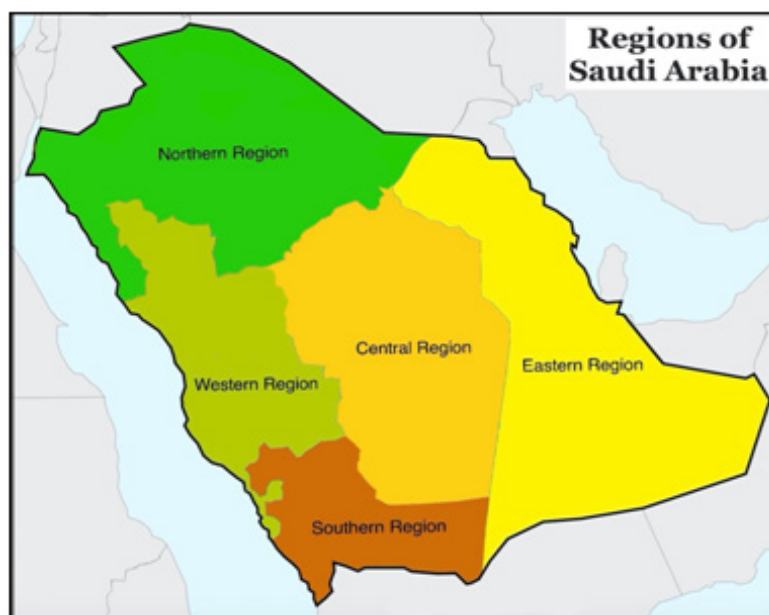 Regions of
Saudi Arabia
Northern Region
Central Region
Eastern Region
Western Region
Southern Region